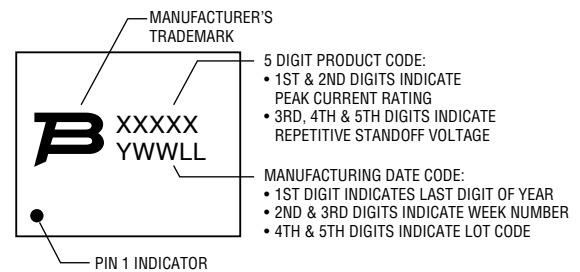 MANUFACTURER'S
TRADEMARK
XXXXX
YWWLL
5 DIGIT PRODUCT CODE:
• 1ST & 2ND DIGITS INDICATE
PEAK CURRENT RATING
• 3RD, 4TH & 5TH DIGITS INDICATE
REPETITIVE STANDOFF VOLTAGE
MANUFACTURING DATE CODE:
• 1ST DIGIT INDICATES LAST DIGIT OF YEAR
• 2ND & 3RD DIGITS INDICATE WEEK NUMBER
• 4TH & 5TH DIGITS INDICATE LOT CODE
PIN 1 INDICATOR